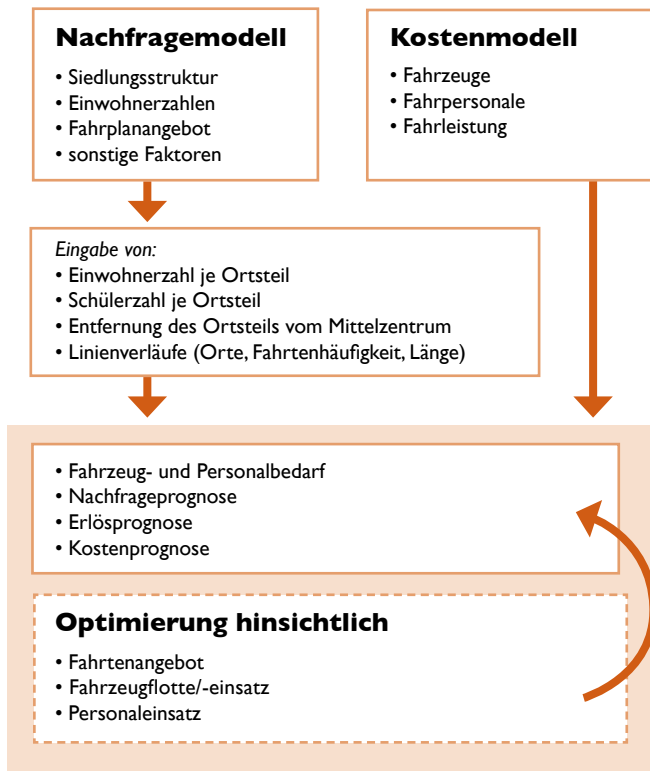 Nachfragemodell
• Siedlungsstruktur
• Einwohnerzahlen
• Fahrplanangebot
• sonstige Faktoren
Kostenmodell
• Fahrzeuge
• Fahrpersonale
• Fahrleistung
Eingabe von:
• Einwohnerzahl je Ortsteil
• Schülerzahl je Ortsteil
• Entfernung des Ortsteils vom Mittelzentrum
• Linienverläufe (Orte, Fahrtenhäufigkeit, Länge)
• Fahrzeug- und Personalbedarf
• Nachfrageprognose
• Erlösprognose
• Kostenprognose
Optimierung hinsichtlich
• Fahrtenangebot
• Fahrzeugflotte/-einsatz
• Personaleinsatz